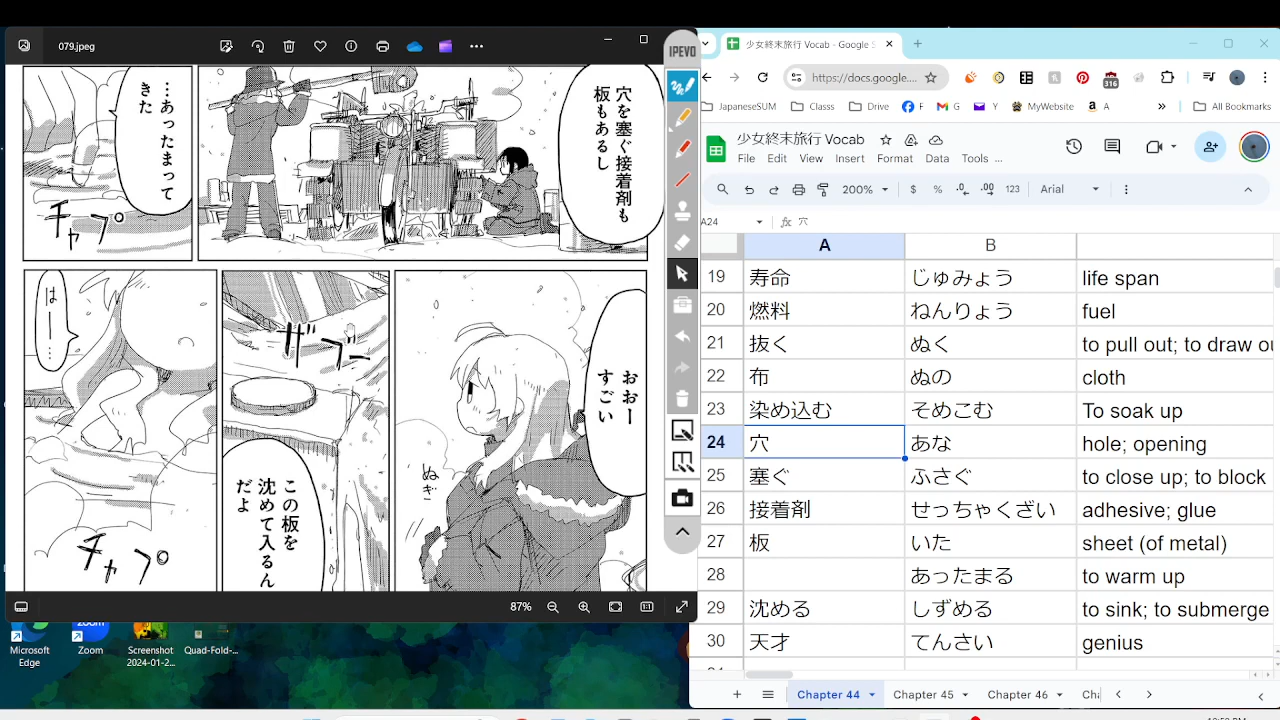 079.jpeg
穴を塞ぐ接着剤も
板もあるし
…あったまって
きた
チャプ
おおー
すごい
ぬぎ
ザブー
この板を
沈めて入るん
だよ
はー…
チャプ
87%
Microsoft
Edge
Zoom
Screenshot
2024-01-2...
Quad-Fold-...
IPEVO
少女終末旅行 Vocab - Google S
https://docs.google....
316
JapaneseSUM
Classs
Drive
F
G
Y
MyWebsite
A
All Bookmarks
少女終末旅行 Vocab
File Edit View Insert Format Data Tools ...
200% $ % .0 .00 123 Arial
A24 fx 穴
A B
19 寿命 じゅみょう life span
20 燃料 ねんりょう fuel
21 抜く ぬく to pull out; to draw ou
22 布 ぬの cloth
23 染め込む そめこむ To soak up
24 穴 あな hole; opening
25 塞ぐ ふさぐ to close up; to block
26 接着剤 せっちゃくざい adhesive; glue
27 板 いた sheet (of metal)
28 あったまる to warm up
29 沈める しずめる to sink; to submerge
30 天才 てんさい genius
Chapter 44 Chapter 45 Chapter 46 Cha